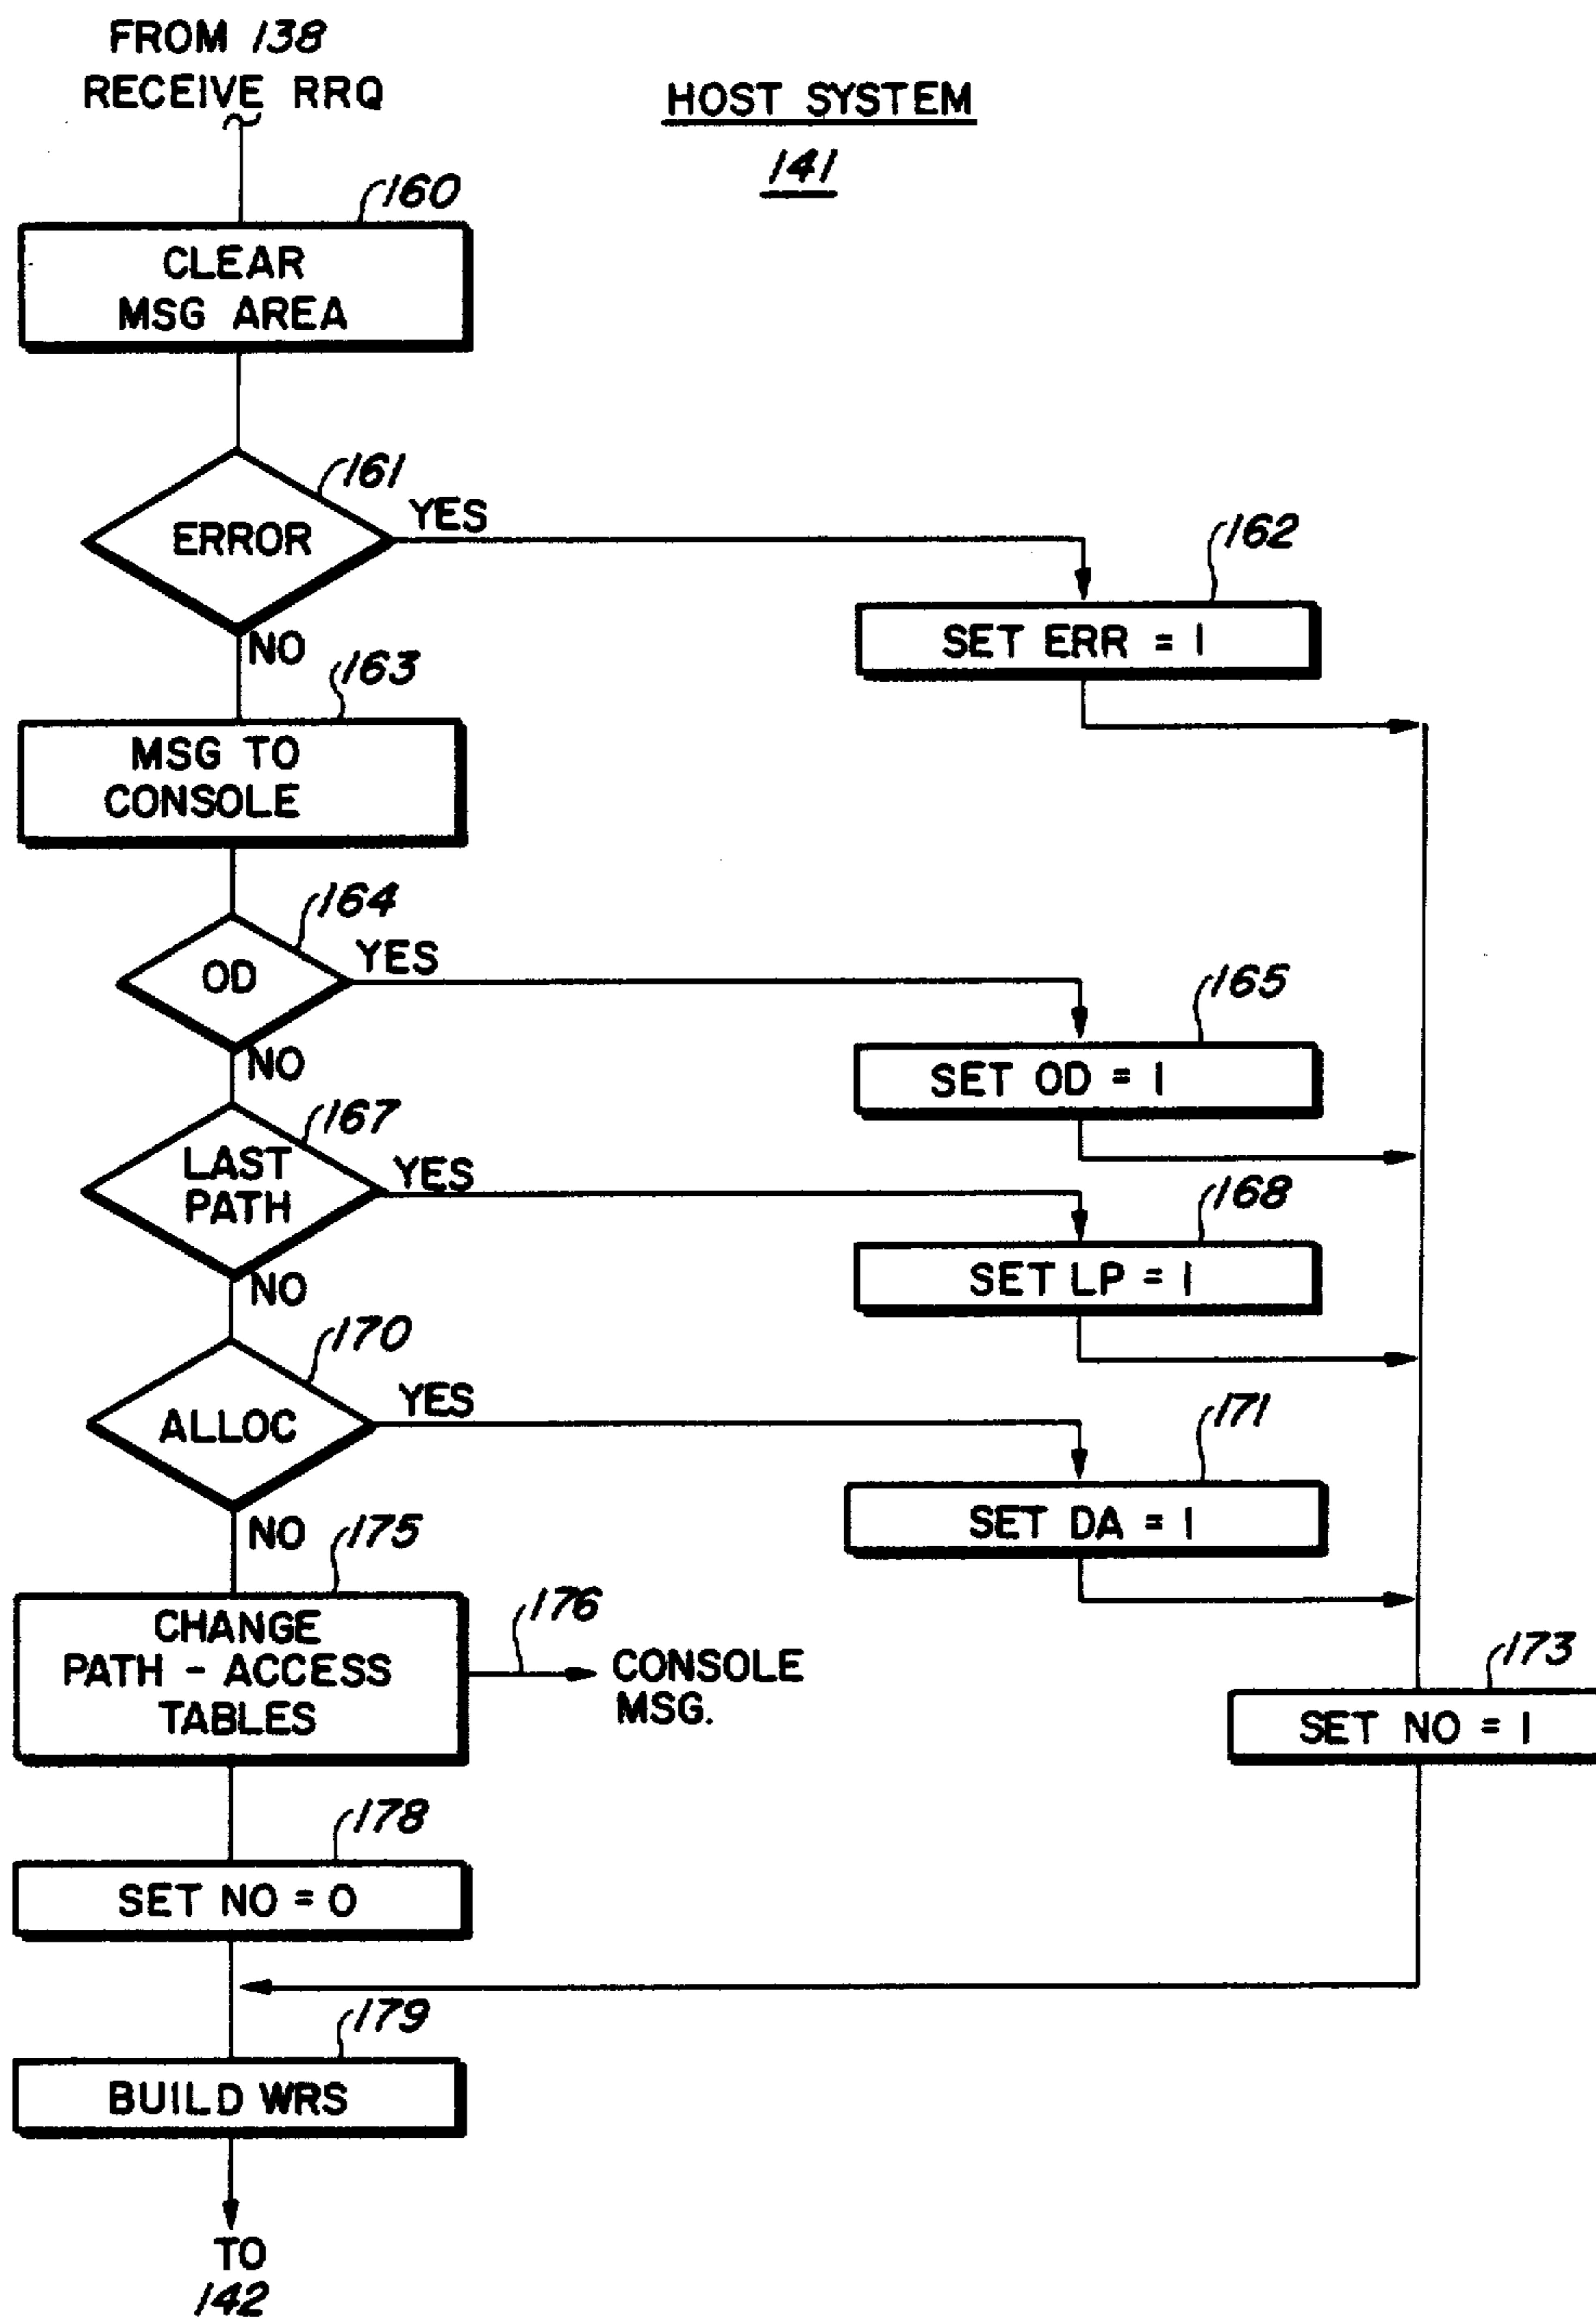 FROM 138
RECEIVE RRQ
HOST SYSTEM
141
160
CLEAR
MSG AREA
161
ERROR
YES
NO
162
SET ERR = 1
163
MSG TO
CONSOLE
164
OD
YES
NO
165
SET OD = 1
167
LAST
PATH
YES
NO
168
SET LP = 1
170
ALLOC
YES
NO
171
SET DA = 1
175
CHANGE
PATH - ACCESS
TABLES
176
CONSOLE
MSG.
173
SET NO = 1
178
SET NO = 0
179
BUILD WRS
TO
142